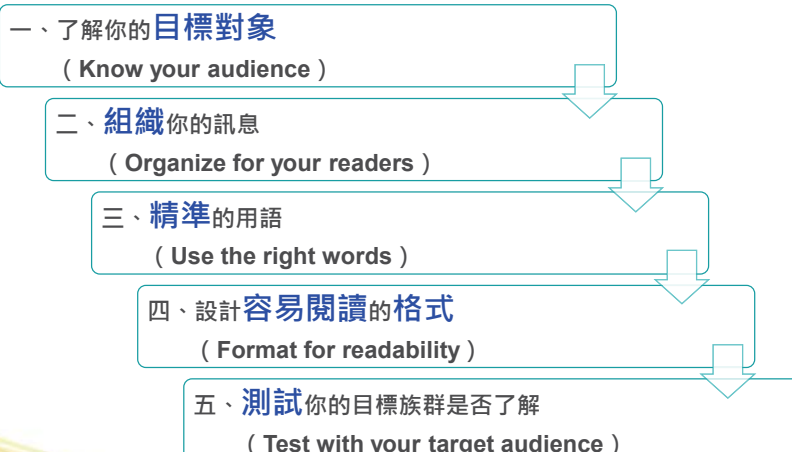 一、了解你的目標對象
（Know your audience）
二、組織你的訊息
（Organize for your readers）
三、精準的用語
（Use the right words）
四、設計容易閱讀的格式
（Format for readability）
五、測試你的目標族群是否了解
（Test with your target audience）